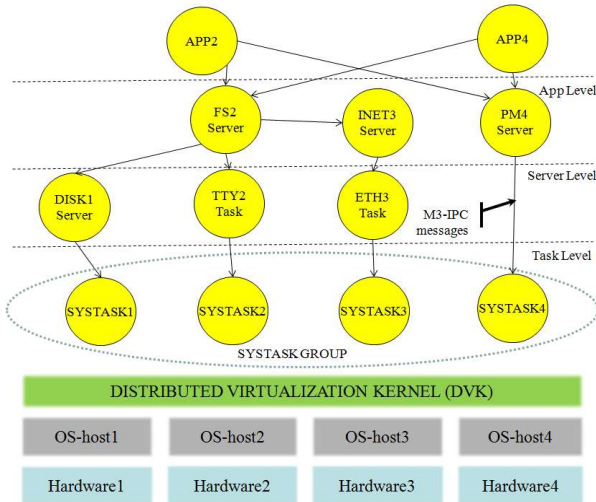 APP2
APP4
App Level
FS2
Server
INET3
Server
PM4
Server
Server Level
DISK1
Server
TTY2
Task
ETH3
Task
M3-IPC
messages
Task Level
SYSTASK1
SYSTASK2
SYSTASK3
SYSTASK4
SYSTASK GROUP
DISTRIBUTED VIRTUALIZATION KERNEL (DVK)
OS-host1
OS-host2
OS-host3
OS-host4
Hardware1
Hardware2
Hardware3
Hardware4